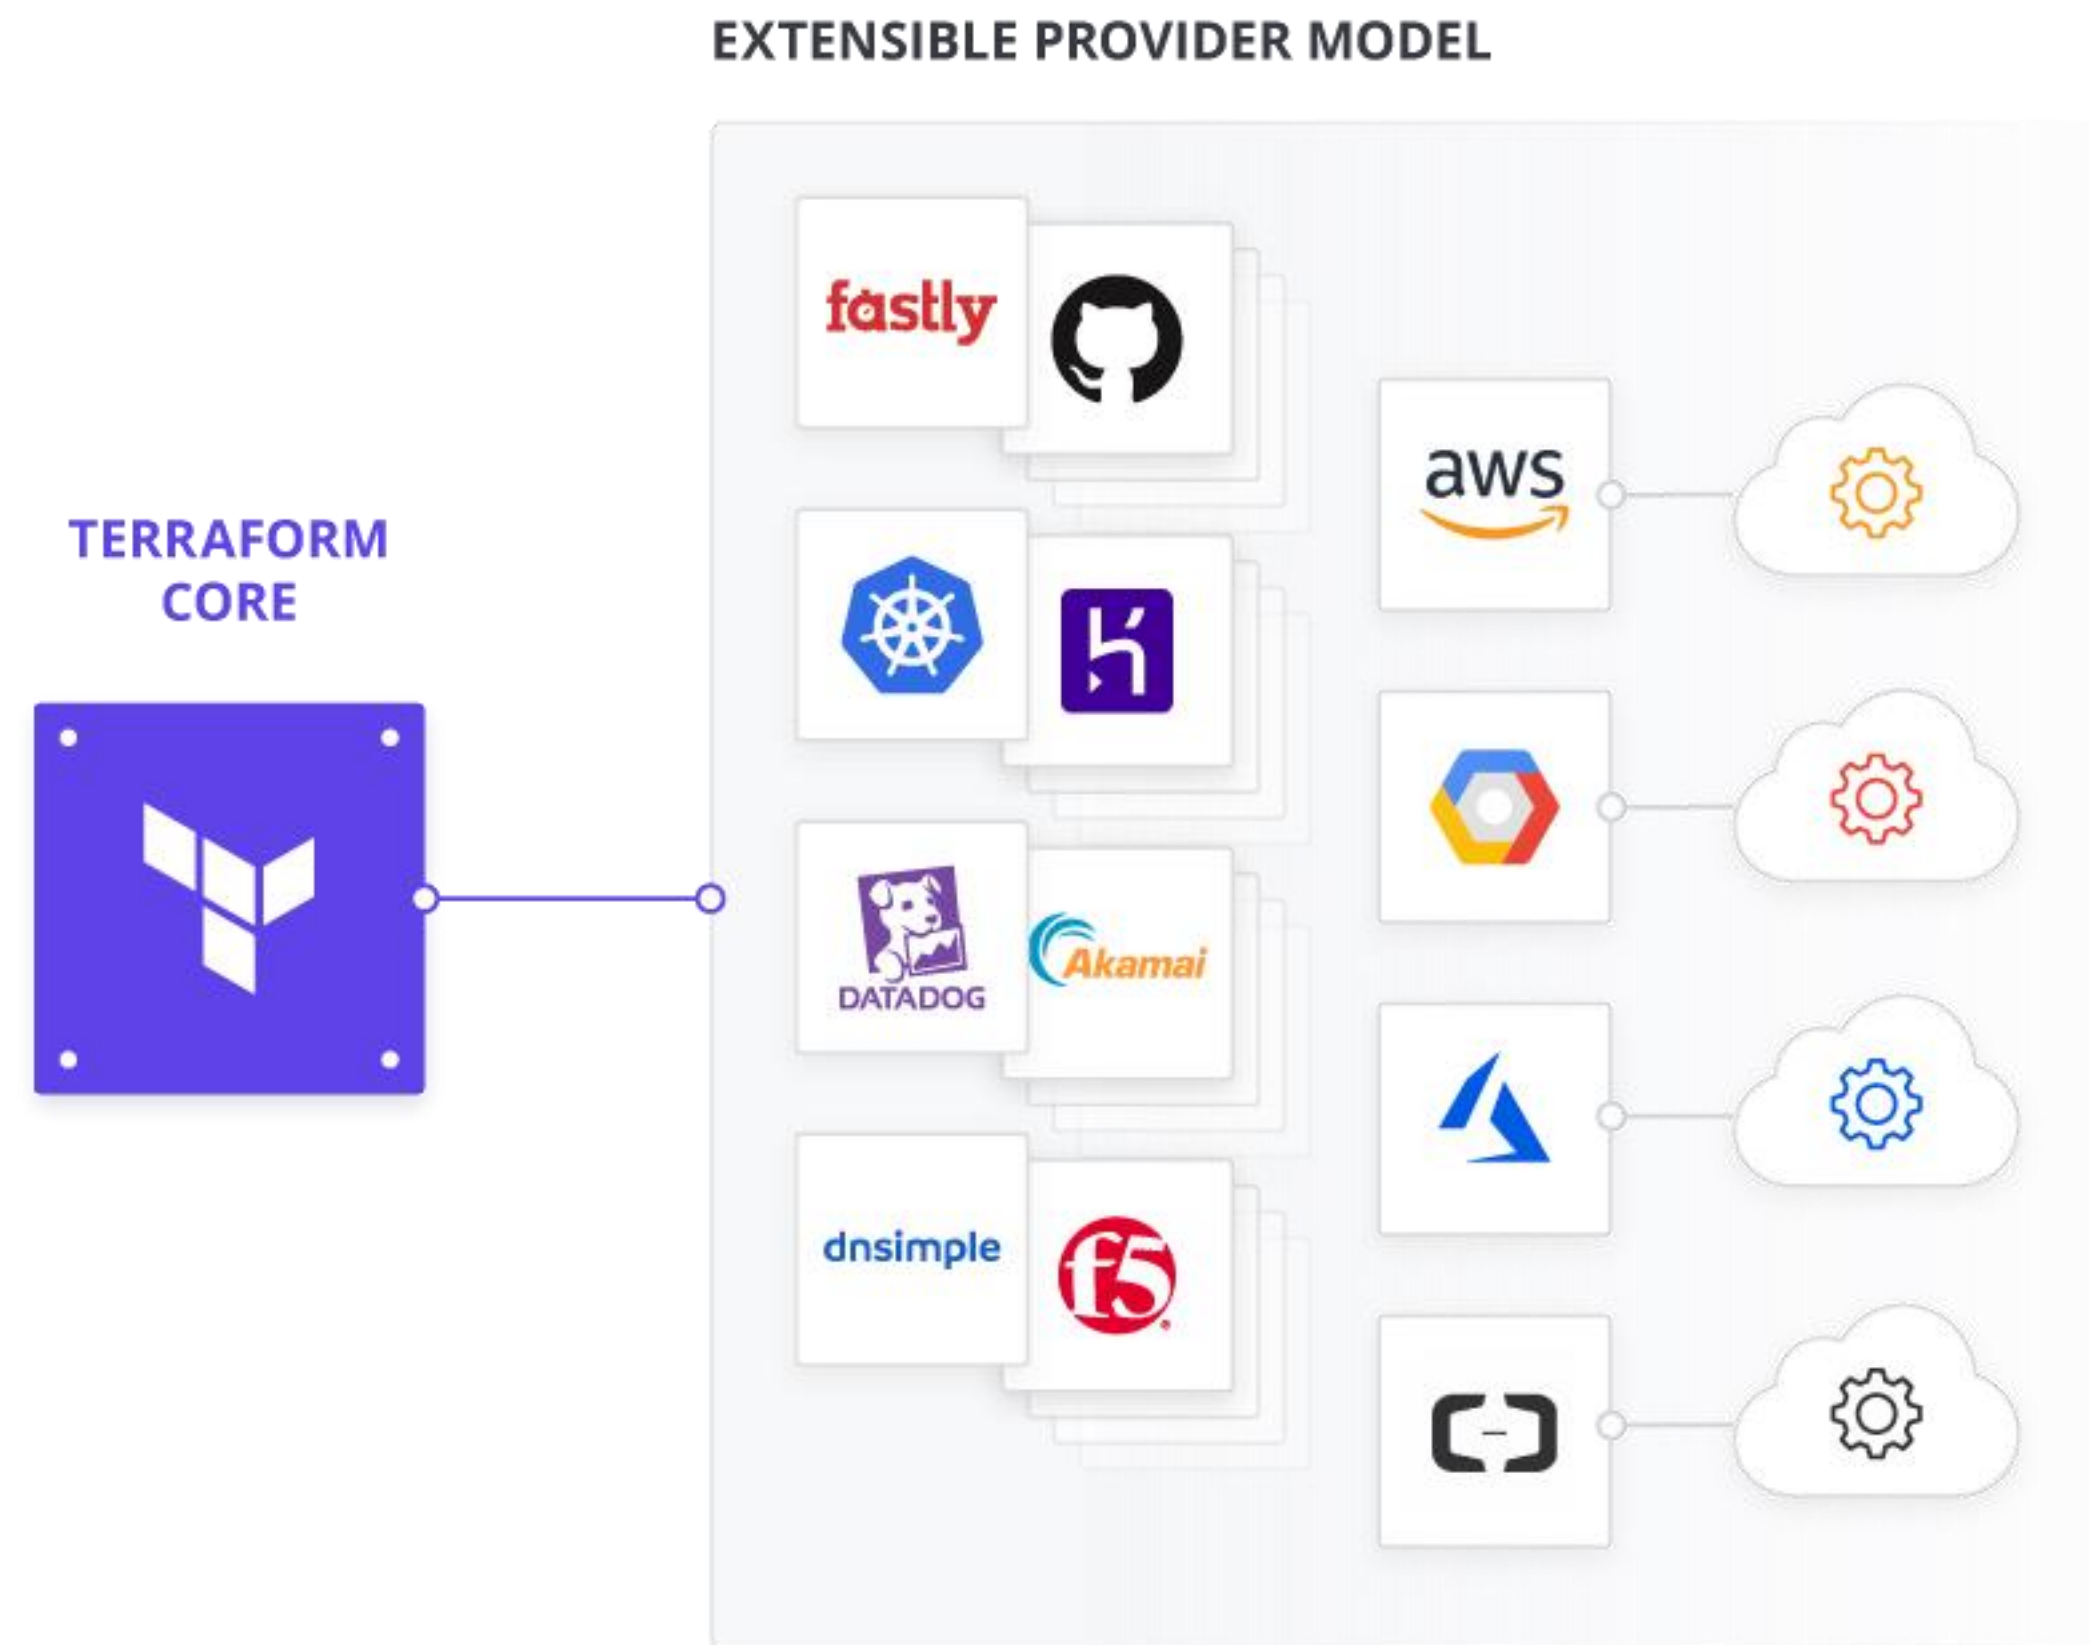 EXTENSIBLE PROVIDER MODEL
TERRAFORM
CORE
fastly
aws
DATADOG
Akamai
dnsimple
f5